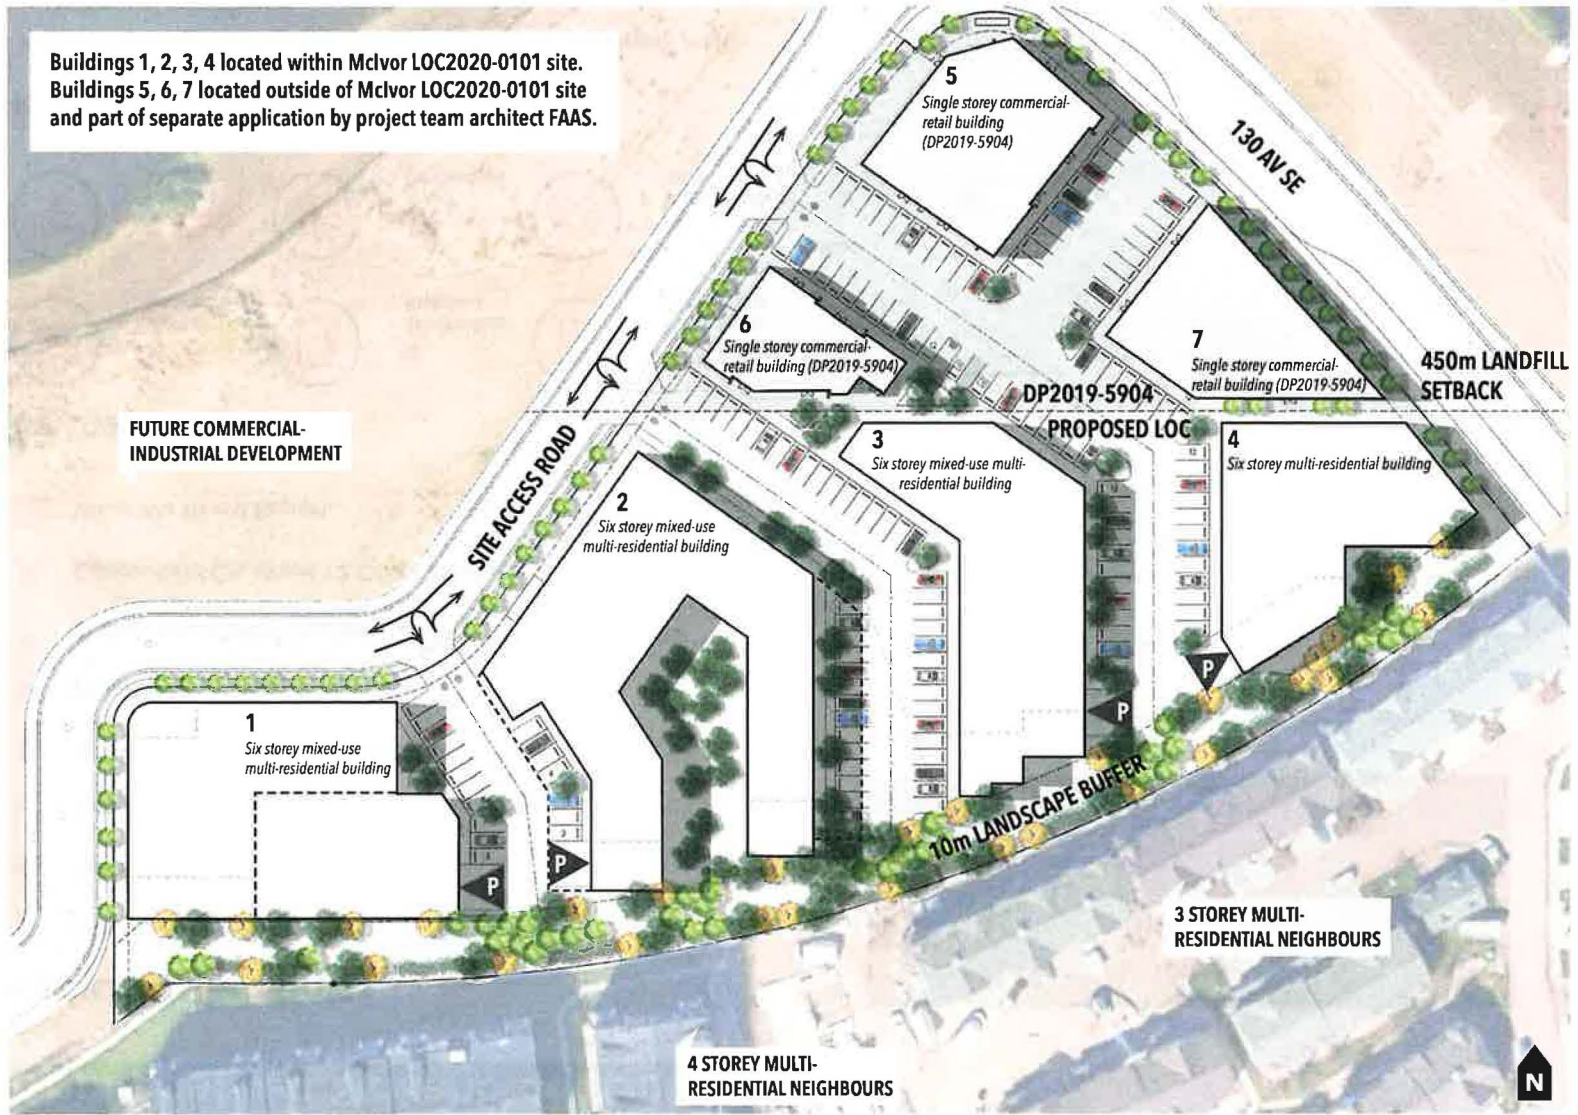 Buildings 1, 2, 3, 4 located within McIvor LOC2020-0101 site.
Buildings 5, 6, 7 located outside of McIvor LOC2020-0101 site
and part of separate application by project team architect FAAS.
5
Single storey commercial-
retail building
(DP2019-5904)
130 AV SE
6
Single storey commercial-
retail building (DP2019-5904)
7
Single storey commercial-
retail building (DP2019-5904)
450m LANDFILL
SETBACK
DP2019-5904
PROPOSED LOC
FUTURE COMMERCIAL-
INDUSTRIAL DEVELOPMENT
SITE ACCESS ROAD
3
Six storey mixed-use multi-
residential building
4
Six storey multi-residential building
2
Six storey mixed-use
multi-residential building
1
Six storey mixed-use
multi-residential building
P
P
P
P
10m LANDSCAPE BUFFER
3 STOREY MULTI-
RESIDENTIAL NEIGHBOURS
4 STOREY MULTI-
RESIDENTIAL NEIGHBOURS
N